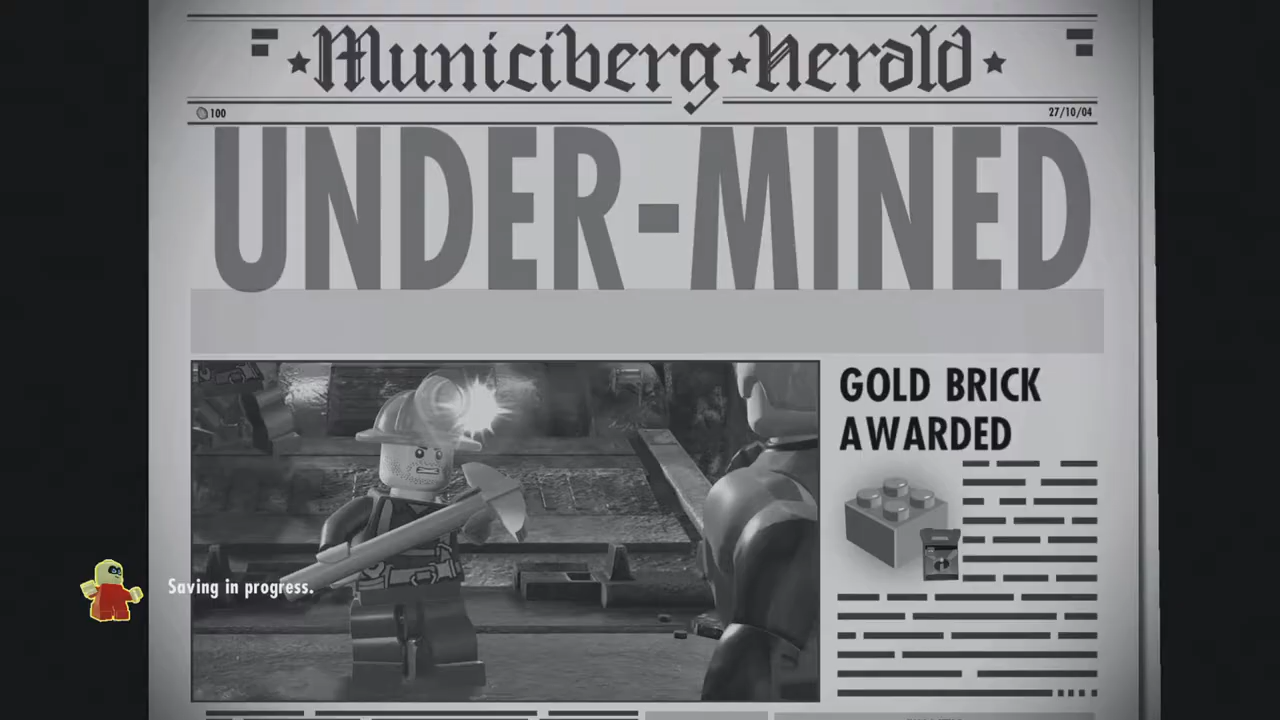 Municiberg Herald
100
27/10/04
UNDER-MINED
GOLD BRICK
AWARDED
Saving in progress.